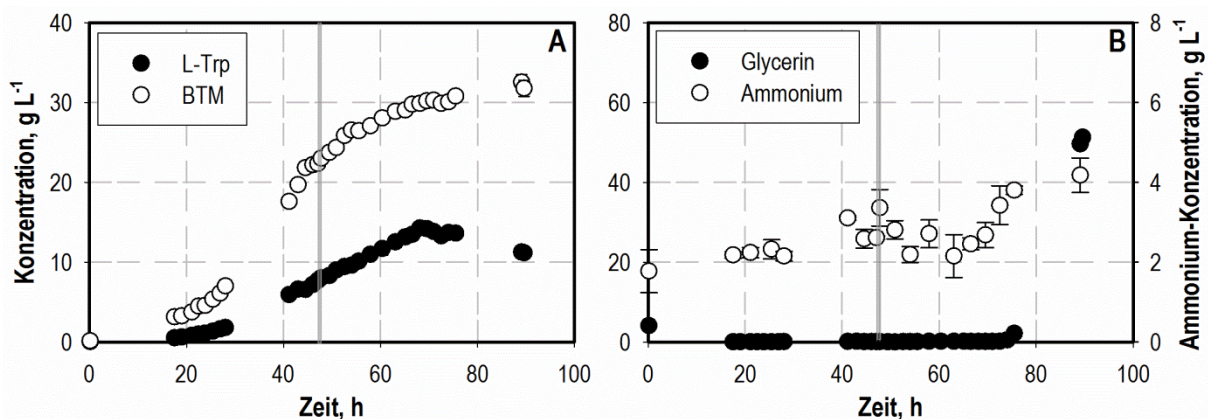 A
L-Trp
BTM
40
30
20
10
0
Konzentration, g L-1
0 20 40 60 80 100
Zeit, h
B
Glycerin
Ammonium
80
60
40
20
0
8
6
4
2
0
Ammonium-Konzentration, g L-1
0 20 40 60 80 100
Zeit, h